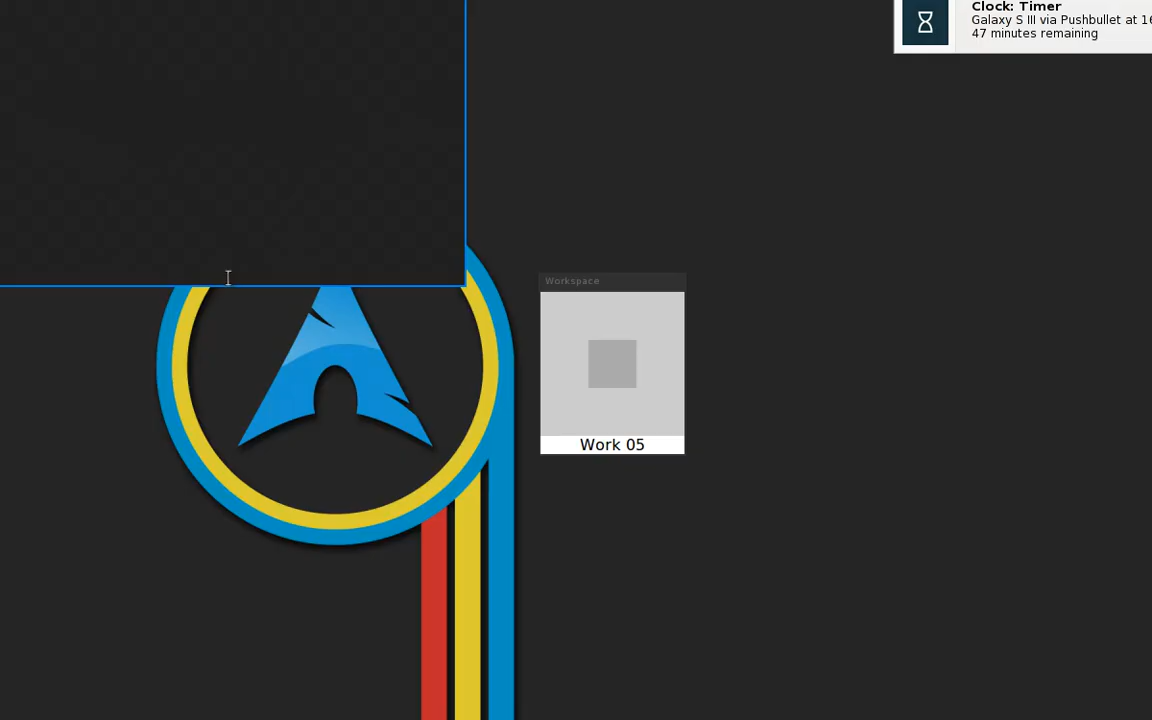 Clock: Timer
Galaxy S III via Pushbullet at 16
47 minutes remaining
Workspace
Work 05